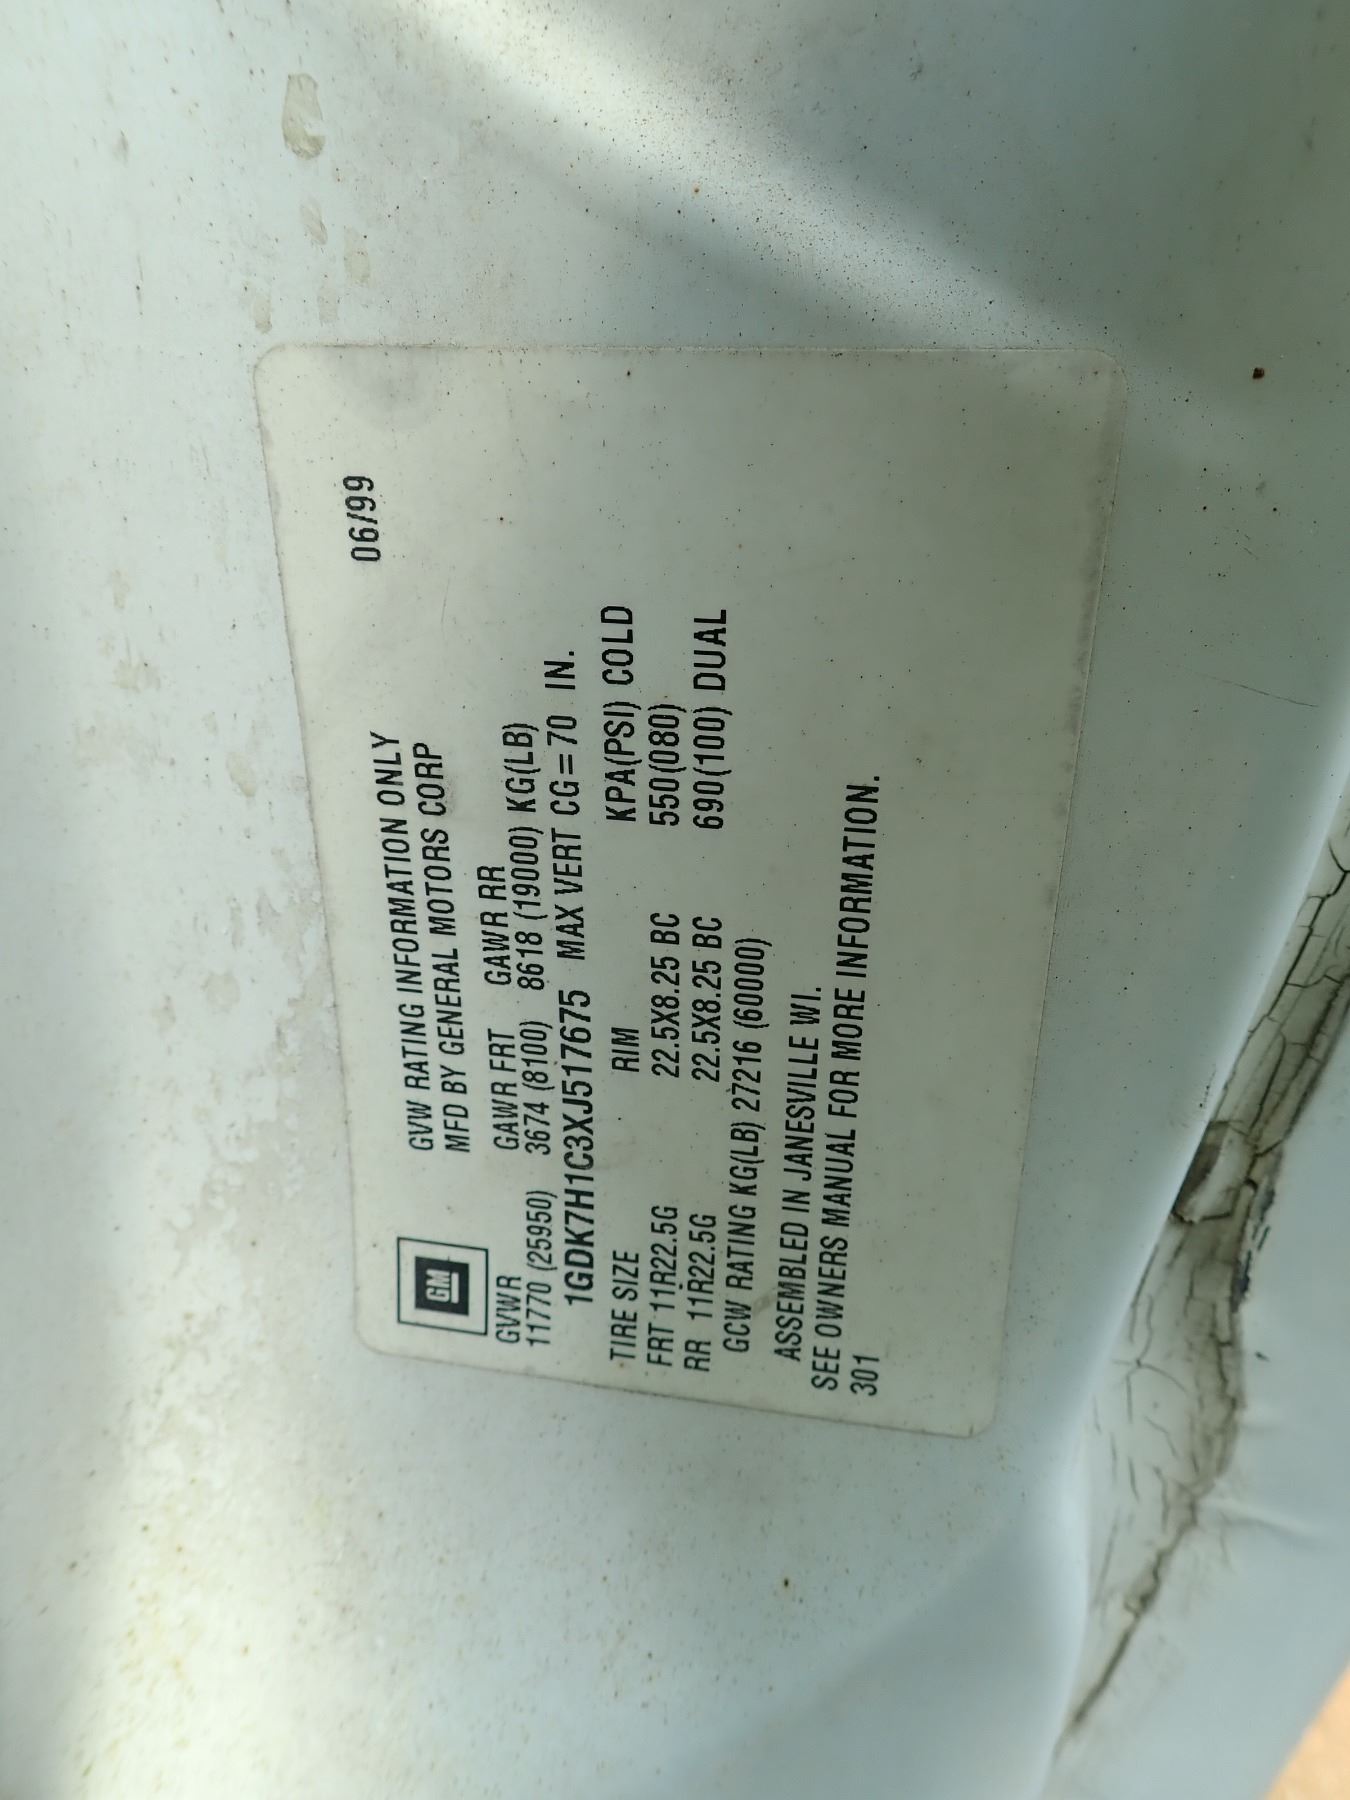 06/99
GVW RATING INFORMATION ONLY
MFD BY GENERAL MOTORS CORP
GM
GVWR GAWR FRT GAWR RR
11770 (25950) 3674 (8100) 8618 (19000) KG(LB)
1GDK7H1C3XJ517675 MAX VERT CG=70 IN.
TIRE SIZE RIM KPA(PSI) COLD
FRT 11R22.5G 22.5X8.25 BC 550(080)
RR 11R22.5G 22.5X8.25 BC 690(100) DUAL
GCW RATING KG(LB) 27216 (60000)
ASSEMBLED IN JANESVILLE WI.
SEE OWNERS MANUAL FOR MORE INFORMATION.
301